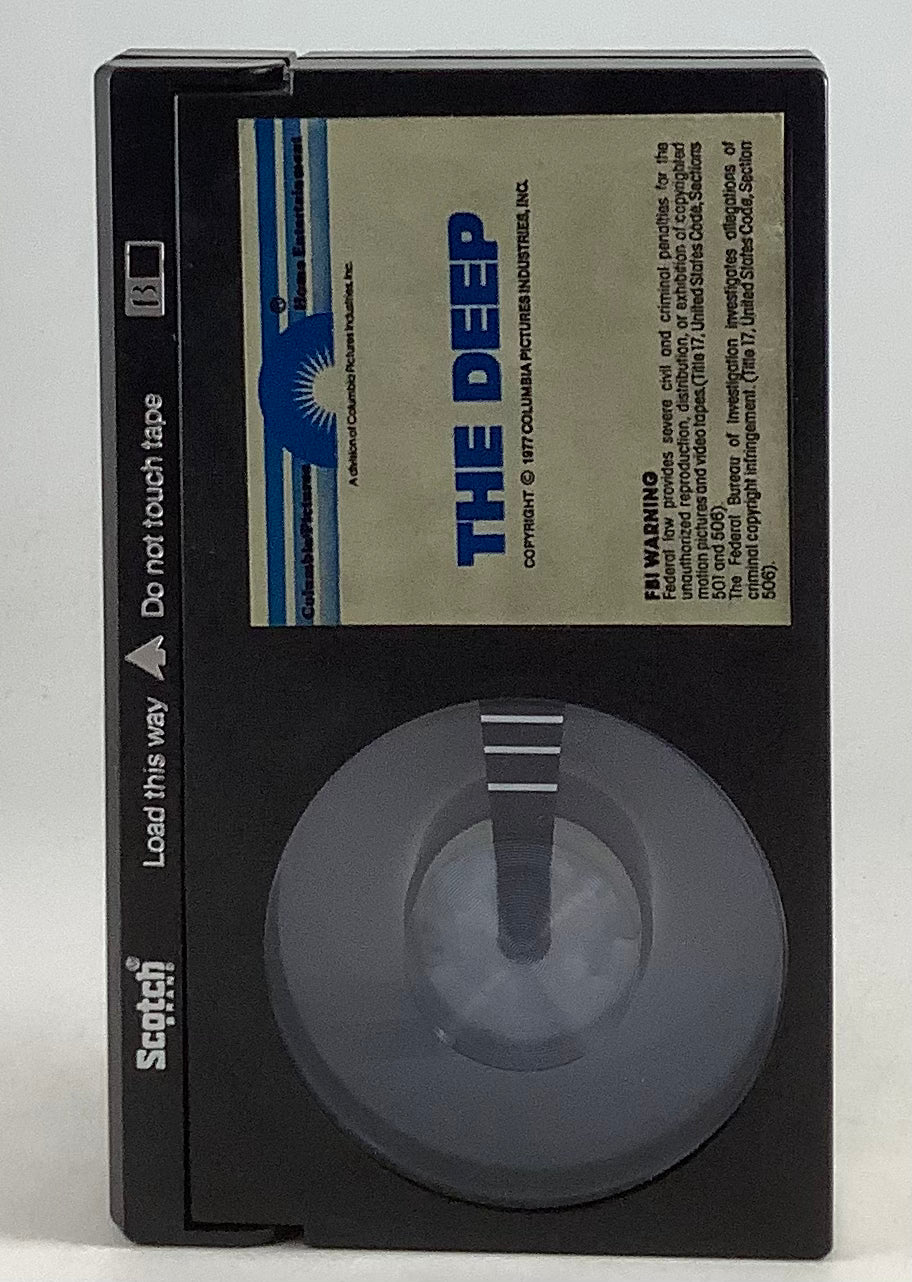 Scotch®
BRAND
Load this way
Do not touch tape
β
Columbia Pictures ® Home Entertainment
A division of Columbia Pictures Industries, Inc.
THE DEEP
COPYRIGHT © 1977 COLUMBIA PICTURES INDUSTRIES, INC.
FBI WARNING
Federal law provides severe civil and criminal penalties for the
unauthorized reproduction, distribution, or exhibition of copyrighted
motion pictures and video tapes.(Title 17, United States Code, Sections
501 and 506).
The Federal Bureau of Investigation investigates allegations of
criminal copyright infringement. (Title 17, United States Code, Section
506).